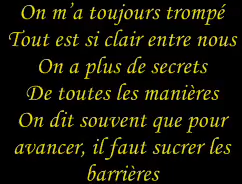 On m'a toujours trompé
Tout est si clair entre nous
On a plus de secrets
De toutes les manières
On dit souvent que pour
avancer, il faut sucrer les
barrières